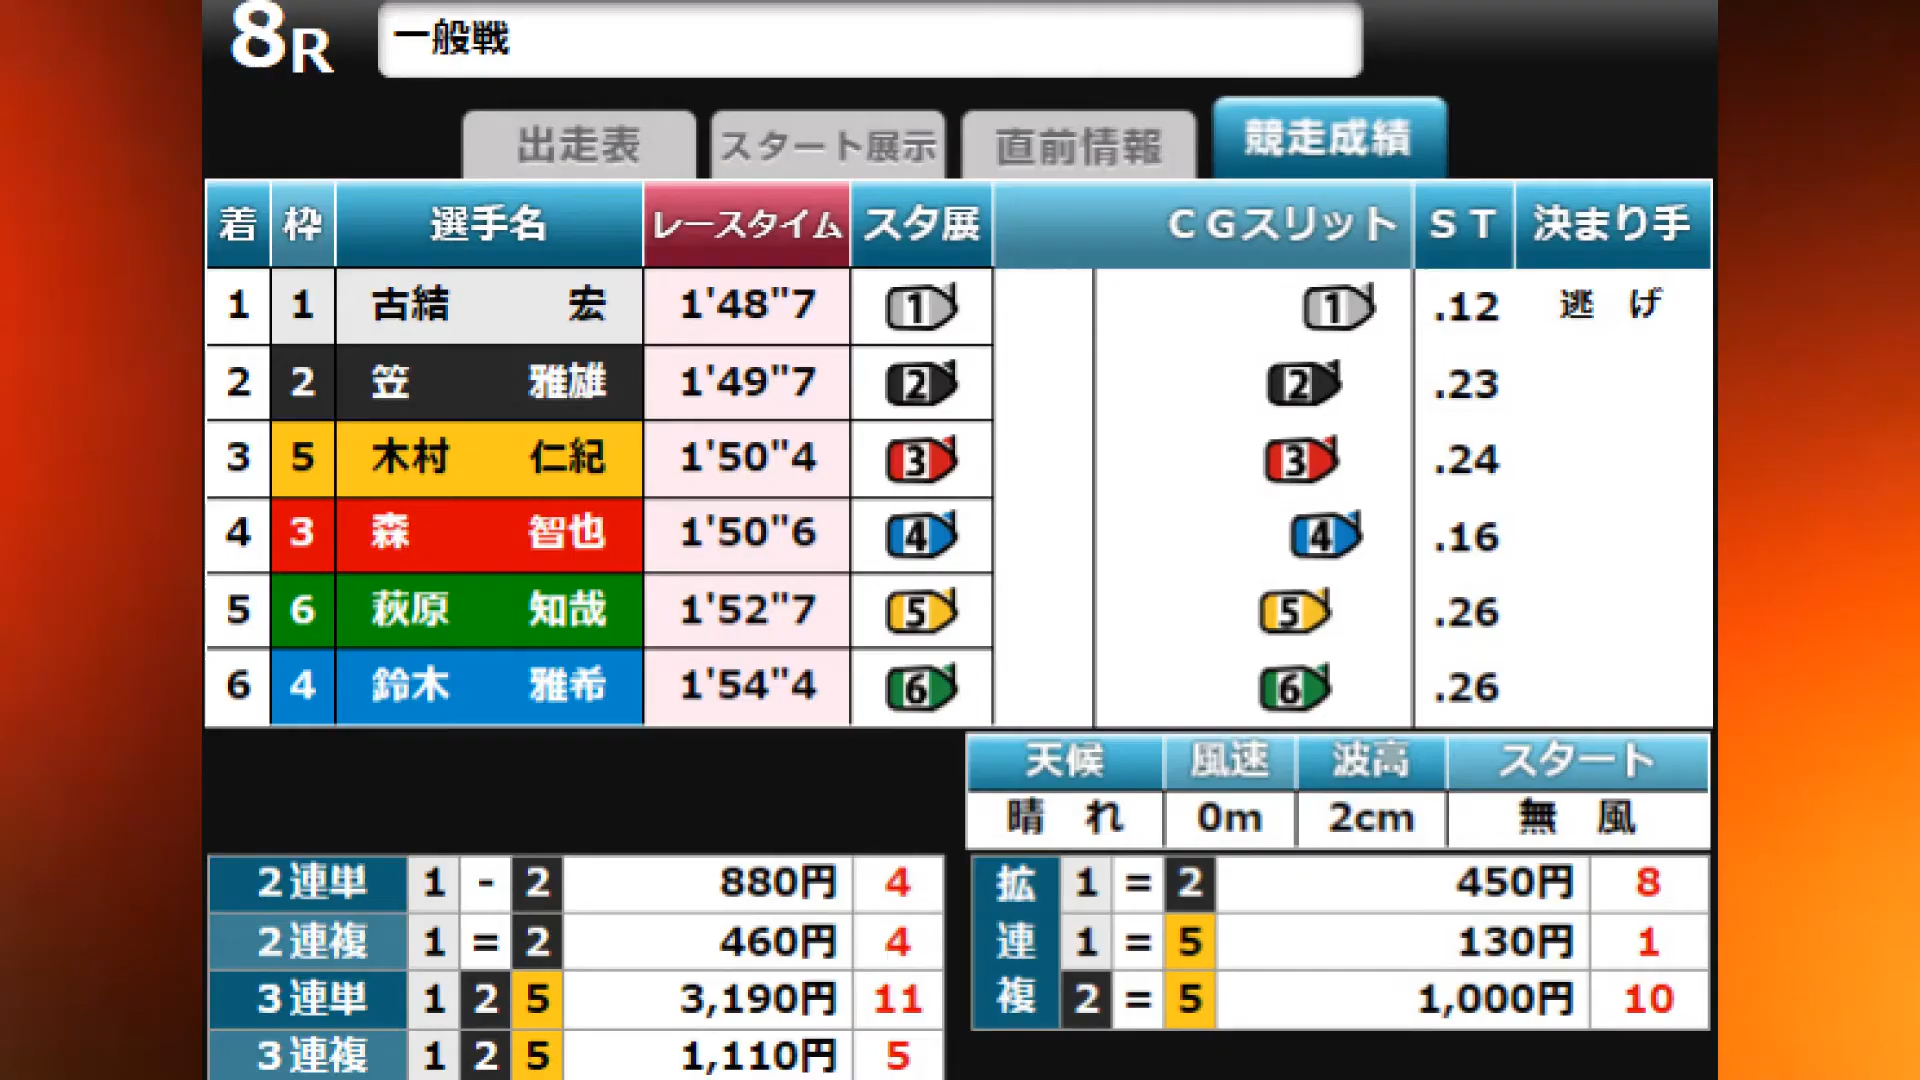 8R 一般戦
出走表 スタート展示 直前情報 競走成績
着 枠 選手名 レースタイム スタ展 CGスリット ST 決まり手
1 1 古結 宏 1'48"7 1 1 .12 逃 げ
2 2 笠 雅雄 1'49"7 2 2 .23
3 5 木村 仁紀 1'50"4 3 3 .24
4 3 森 智也 1'50"6 4 4 .16
5 6 萩原 知哉 1'52"7 5 5 .26
6 4 鈴木 雅希 1'54"4 6 6 .26
天候 風速 波高 スタート
晴 れ 0m 2cm 無 風
2連単 1 - 2 880円 4
2連複 1 = 2 460円 4
3連単 1 2 5 3,190円 11
3連複 1 2 5 1,110円 5
拡連複
1 = 2 450円 8
1 = 5 130円 1
2 = 5 1,000円 10